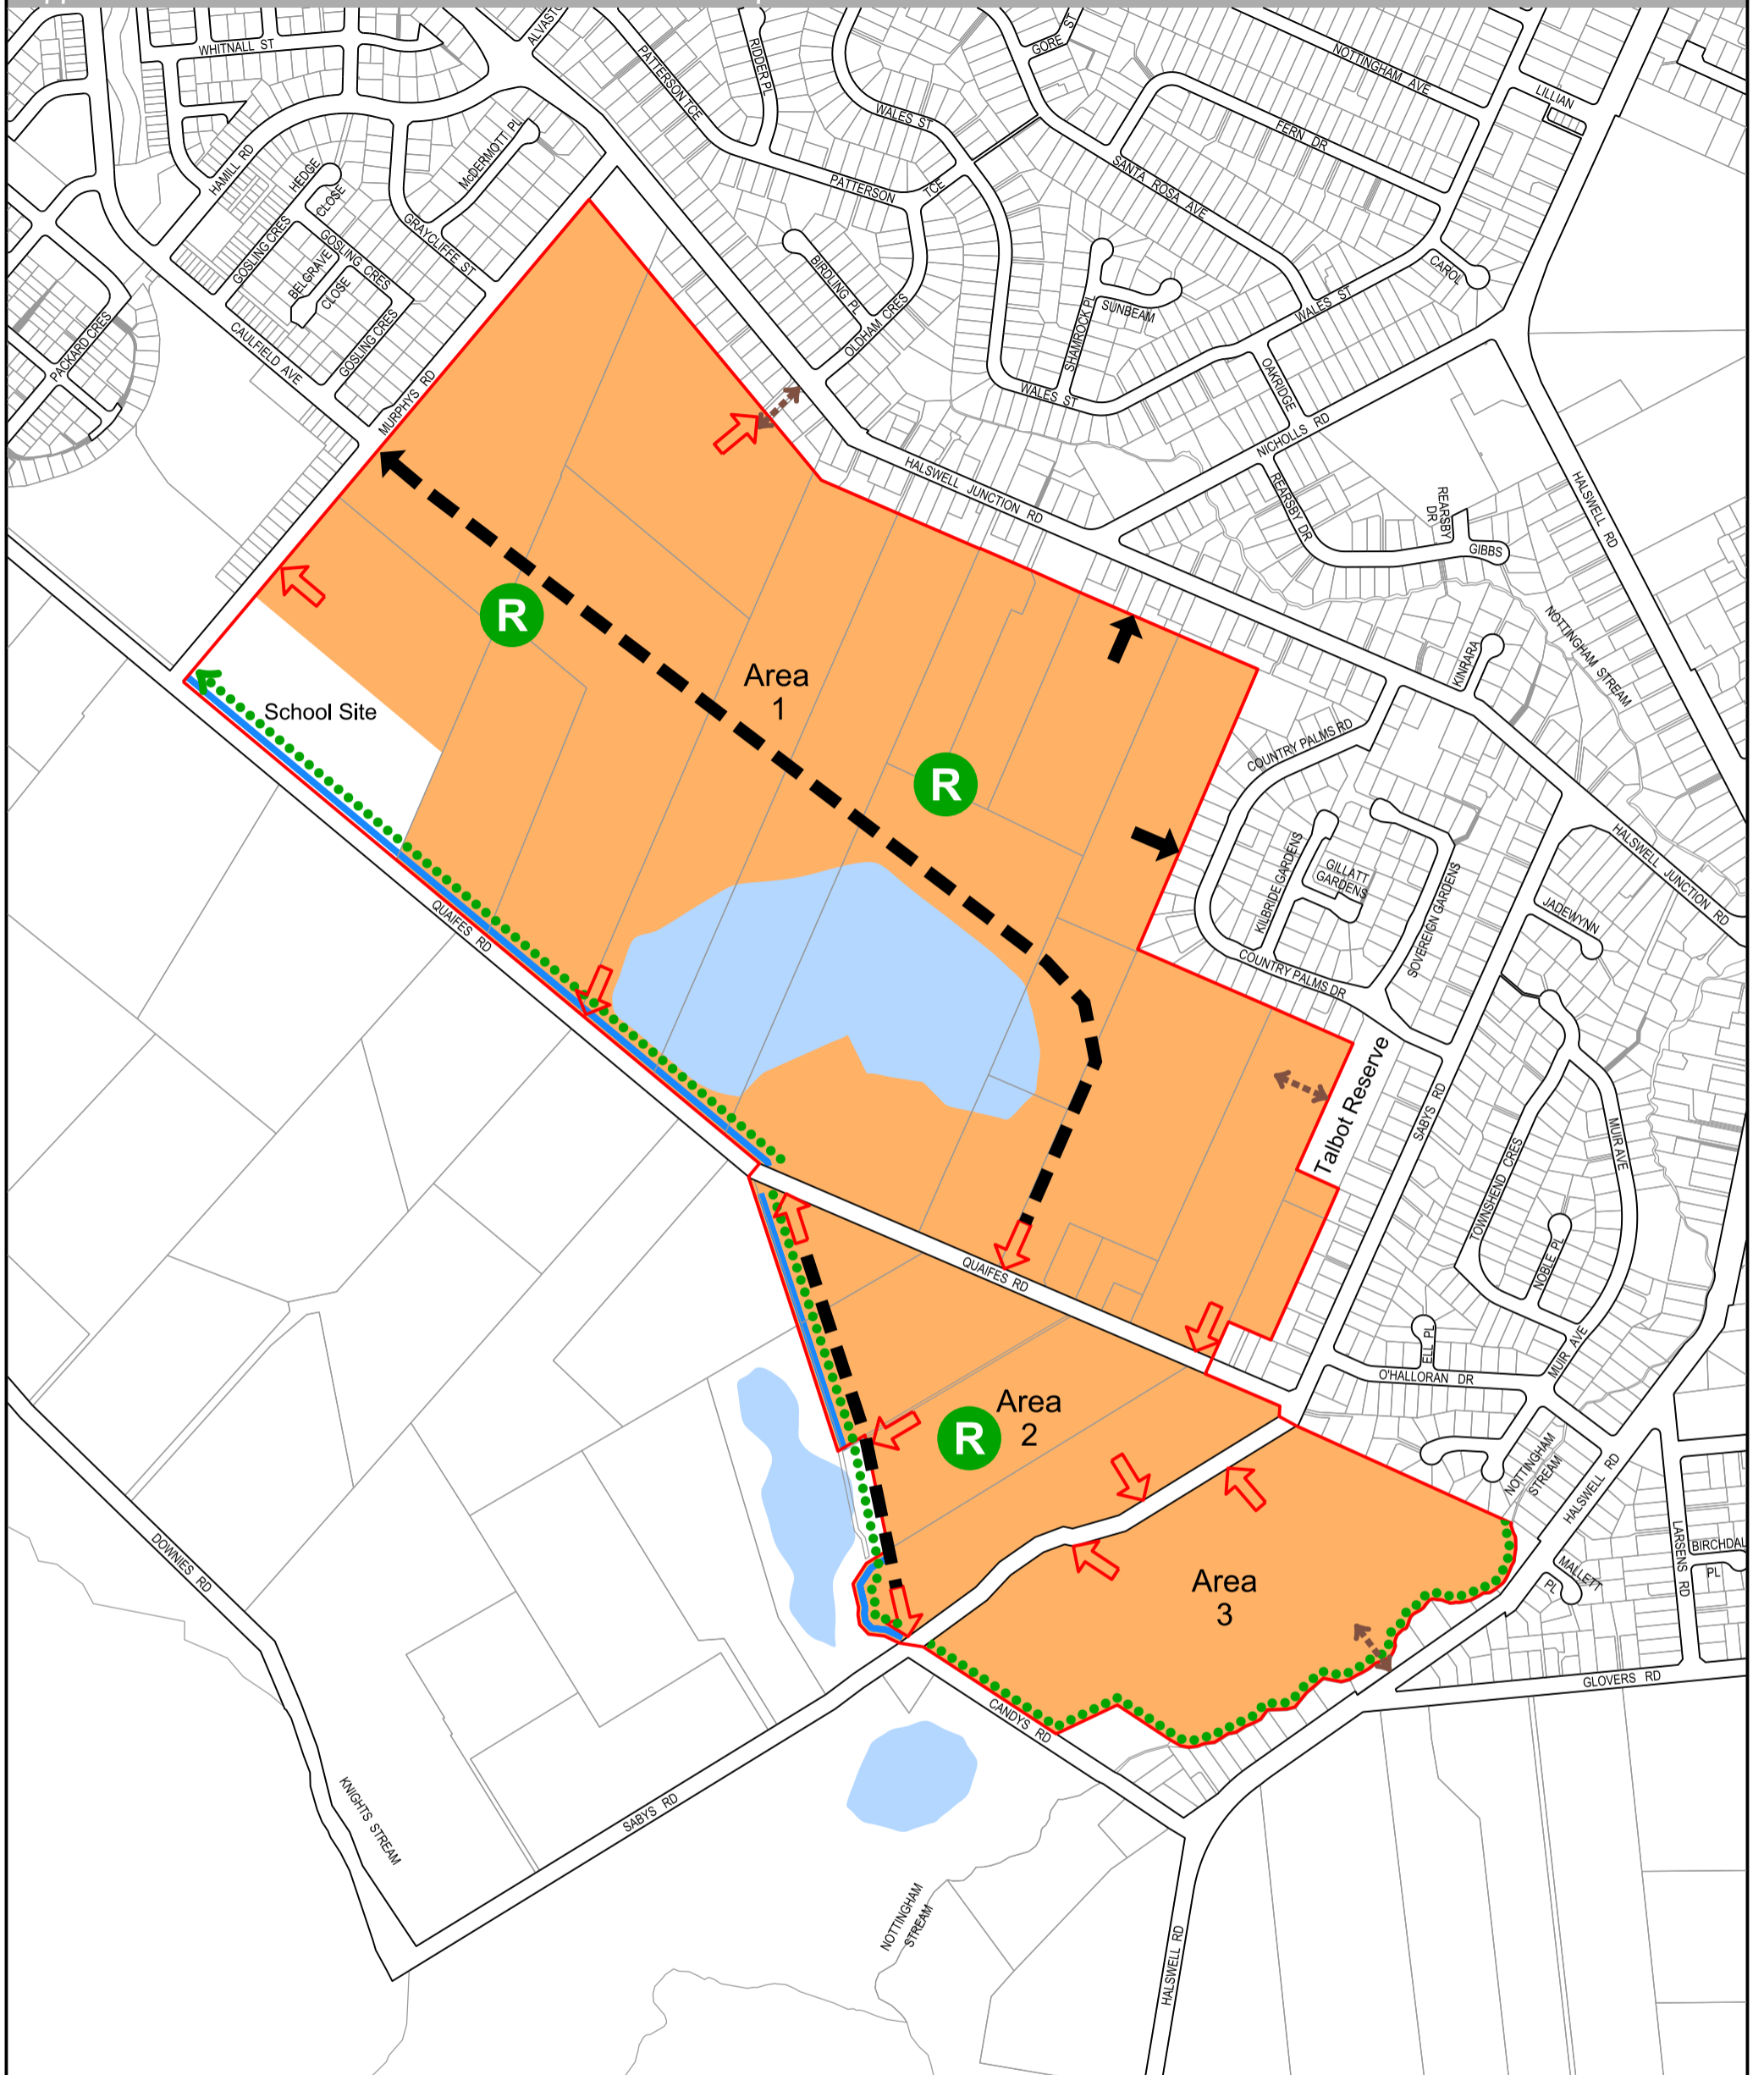 WHITNALL ST
PATTERSON TCE
RIDDER PL
GORE ST
NOTTINGHAM AVE
LILLIAN
WALES ST
FERN DR
HAMILL RD
HEDGE
CLOSE
McDERMOTT PL
PATTERSON
TCE
SANTA ROSA AVE
GOSLING CRES
GOSLING CRES
BELGRAVE
CLOSE
GRAYCLIFFE ST
GOSLING CRES
BIRDLING PL
OLDHAM CRES
SHAMROCK PL
SUNBEAM
WALES ST
CAROL
PACKARD CRES
CAULFIELD AVE
MURPHYS RD
WALES ST
OAKRIDGE
NICHOLLS RD
HALSWELL JUNCTION RD
REARSBY DR
REARSBY
DR
GIBBS
HALSWELL RD
R
NOTTINGHAM STREAM
KINRARA
Area
1
School Site
R
COUNTRY PALMS RD
KILBRIDE GARDENS
GILLATT
GARDENS
SOVEREIGN GARDENS
HALSWELL JUNCTION RD
JADEWYNN
QUAIFES RD
COUNTRY PALMS DR
Talbot Reserve
SABYS RD
TOWNSHEND CRES
MUIR AVE
NOBLE PL
QUAIFES RD
ELL PL
MUIR AVE
O'HALLORAN DR
Area
2
R
NOTTINGHAM
STREAM
HALSWELL RD
LARSENS RD
BIRCHDAL
PL
MALLETT
PL
DOWNIES RD
Area
3
GLOVERS RD
CANDYS RD
KNIGHTS STREAM
SABYS RD
NOTTINGHAM
STREAM
HALSWELL RD